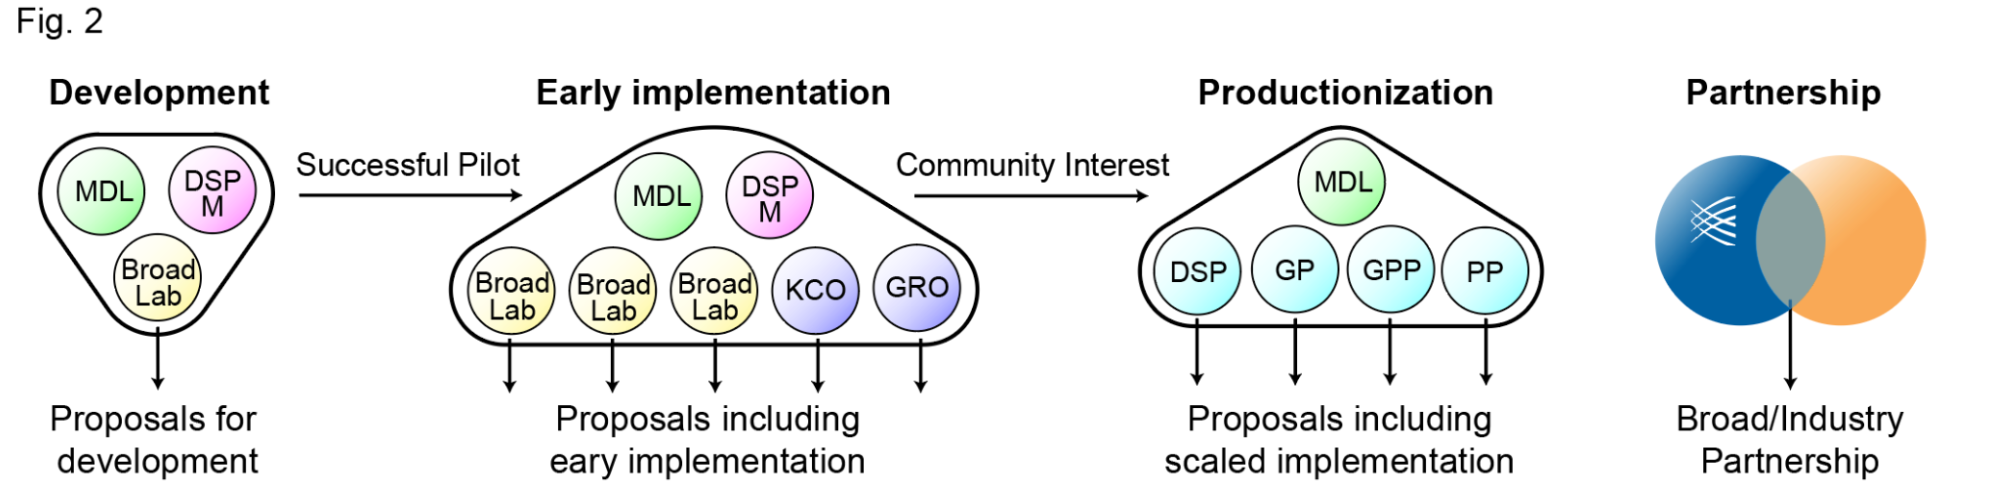 Fig. 2
Development
Early implementation
Productionization
Partnership
MDL
DSP
M
Broad
Lab
Successful Pilot
MDL
DSP
M
Broad
Lab
Broad
Lab
Broad
Lab
KCO
GRO
Community Interest
MDL
DSP
GP
GPP
PP
Proposals for
development
Proposals including
eary implementation
Proposals including
scaled implementation
Broad/Industry
Partnership